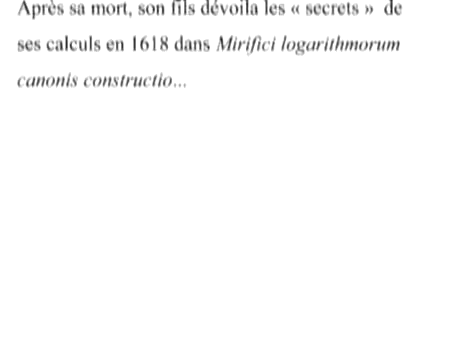 Après sa mort, son fils dévoila les « secrets » de
ses calculs en 1618 dans Mirifici logarithmorum
canonis constructio...